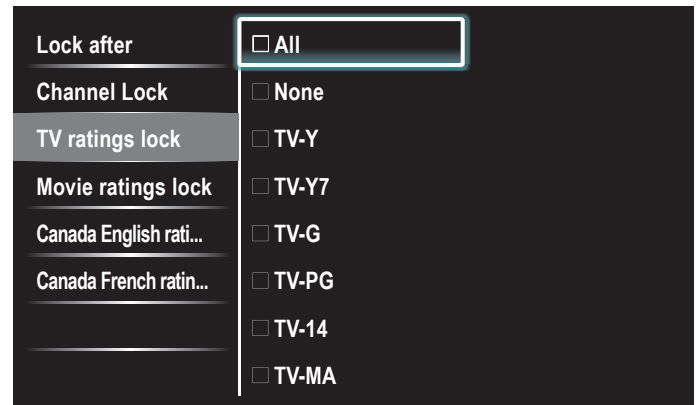 Lock after
Channel Lock
TV ratings lock
Movie ratings lock
Canada English rati...
Canada French ratin...
All
None
TV-Y
TV-Y7
TV-G
TV-PG
TV-14
TV-MA